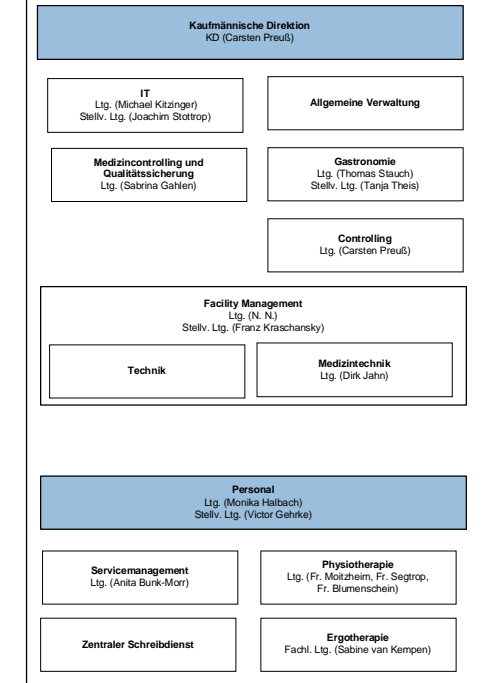 Kaufmännische Direktion
KD (Carsten Preuß)
IT
Ltg. (Michael Kitzinger)
Stellv. Ltg. (Joachim Stottrop)
Allgemeine Verwaltung
Medizincontrolling und
Qualitätssicherung
Ltg. (Sabrina Gahlen)
Gastronomie
Ltg. (Thomas Stauch)
Stellv. Ltg. (Tanja Theis)
Controlling
Ltg. (Carsten Preuß)
Facility Management
Ltg. (N. N.)
Stellv. Ltg. (Franz Kraschansky)
Technik
Medizintechnik
Ltg. (Dirk Jahn)
Personal
Ltg. (Monika Halbach)
Stellv. Ltg. (Victor Gehrke)
Servicemanagement
Ltg. (Anita Bunk-Morr)
Physiotherapie
Ltg. (Fr. Moitzheim, Fr. Segtrop,
Fr. Blumenschein)
Zentraler Schreibdienst
Ergotherapie
Fachl. Ltg. (Sabine van Kempen)